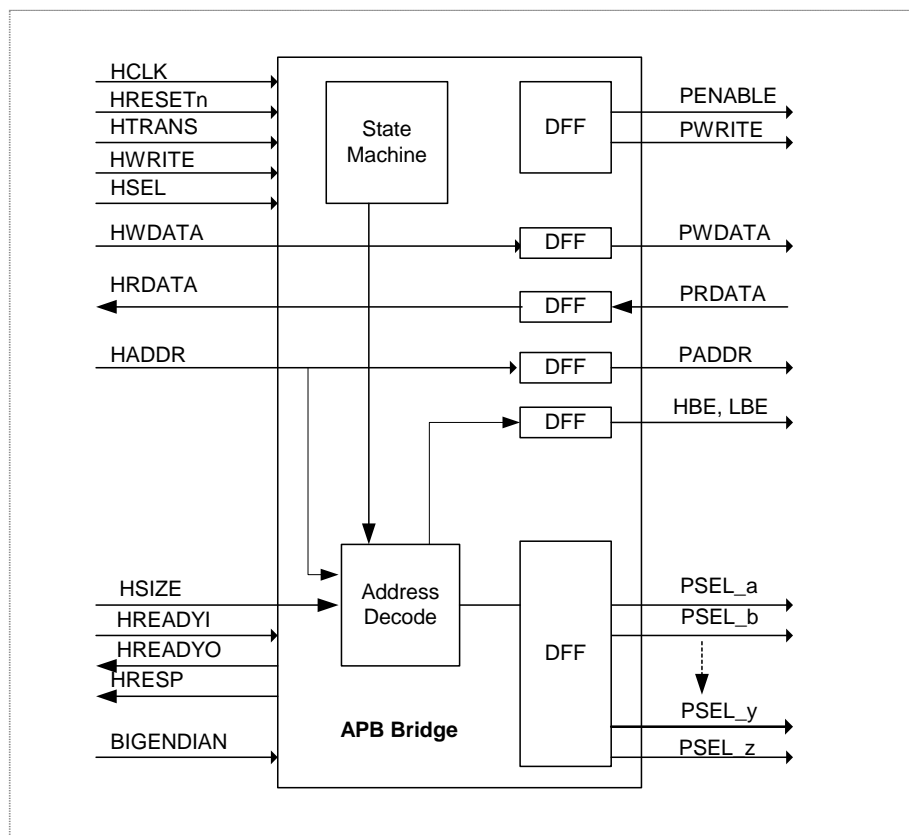 HCLK
HRESETn
HTRANS
HWRITE
HSEL
HWDATA
HRDATA
HADDR
HSIZE
HREADYI
HREADYO
HRESP
BIGENDIAN
State
Machine
Address
Decode
APB Bridge
DFF
DFF
DFF
DFF
DFF
DFF
PENABLE
PWRITE
PWDATA
PRDATA
PADDR
HBE, LBE
PSEL_a
PSEL_b
PSEL_y
PSEL_z